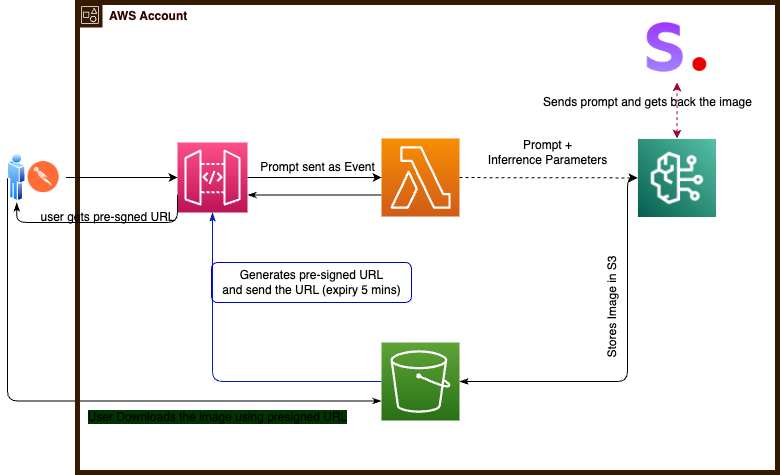 AWS Account
S.
Sends prompt and gets back the image
Prompt +
Inferrence Parameters
Prompt sent as Event
</>
user gets pre-sgned URL
Generates pre-signed URL
and send the URL (expiry 5 mins)
Stores Image in S3
User Downloads the image using presigned URL